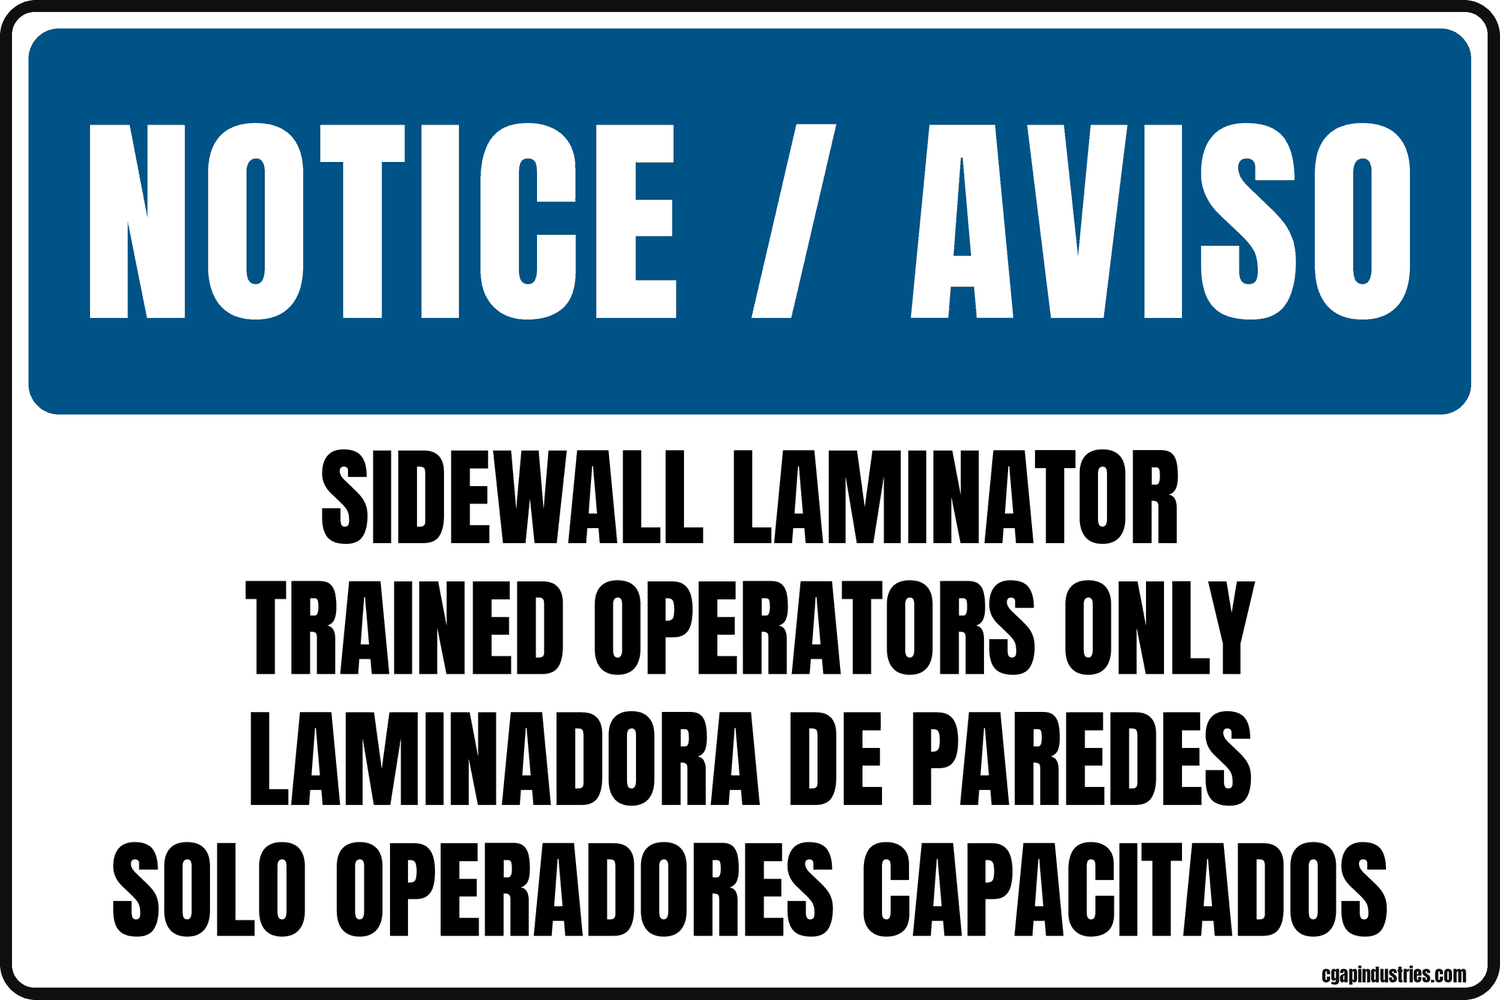 NOTICE / AVISO
SIDEWALL LAMINATOR
TRAINED OPERATORS ONLY
LAMINADORA DE PAREDES
SOLO OPERADORES CAPACITADOS
cgapindustries.com